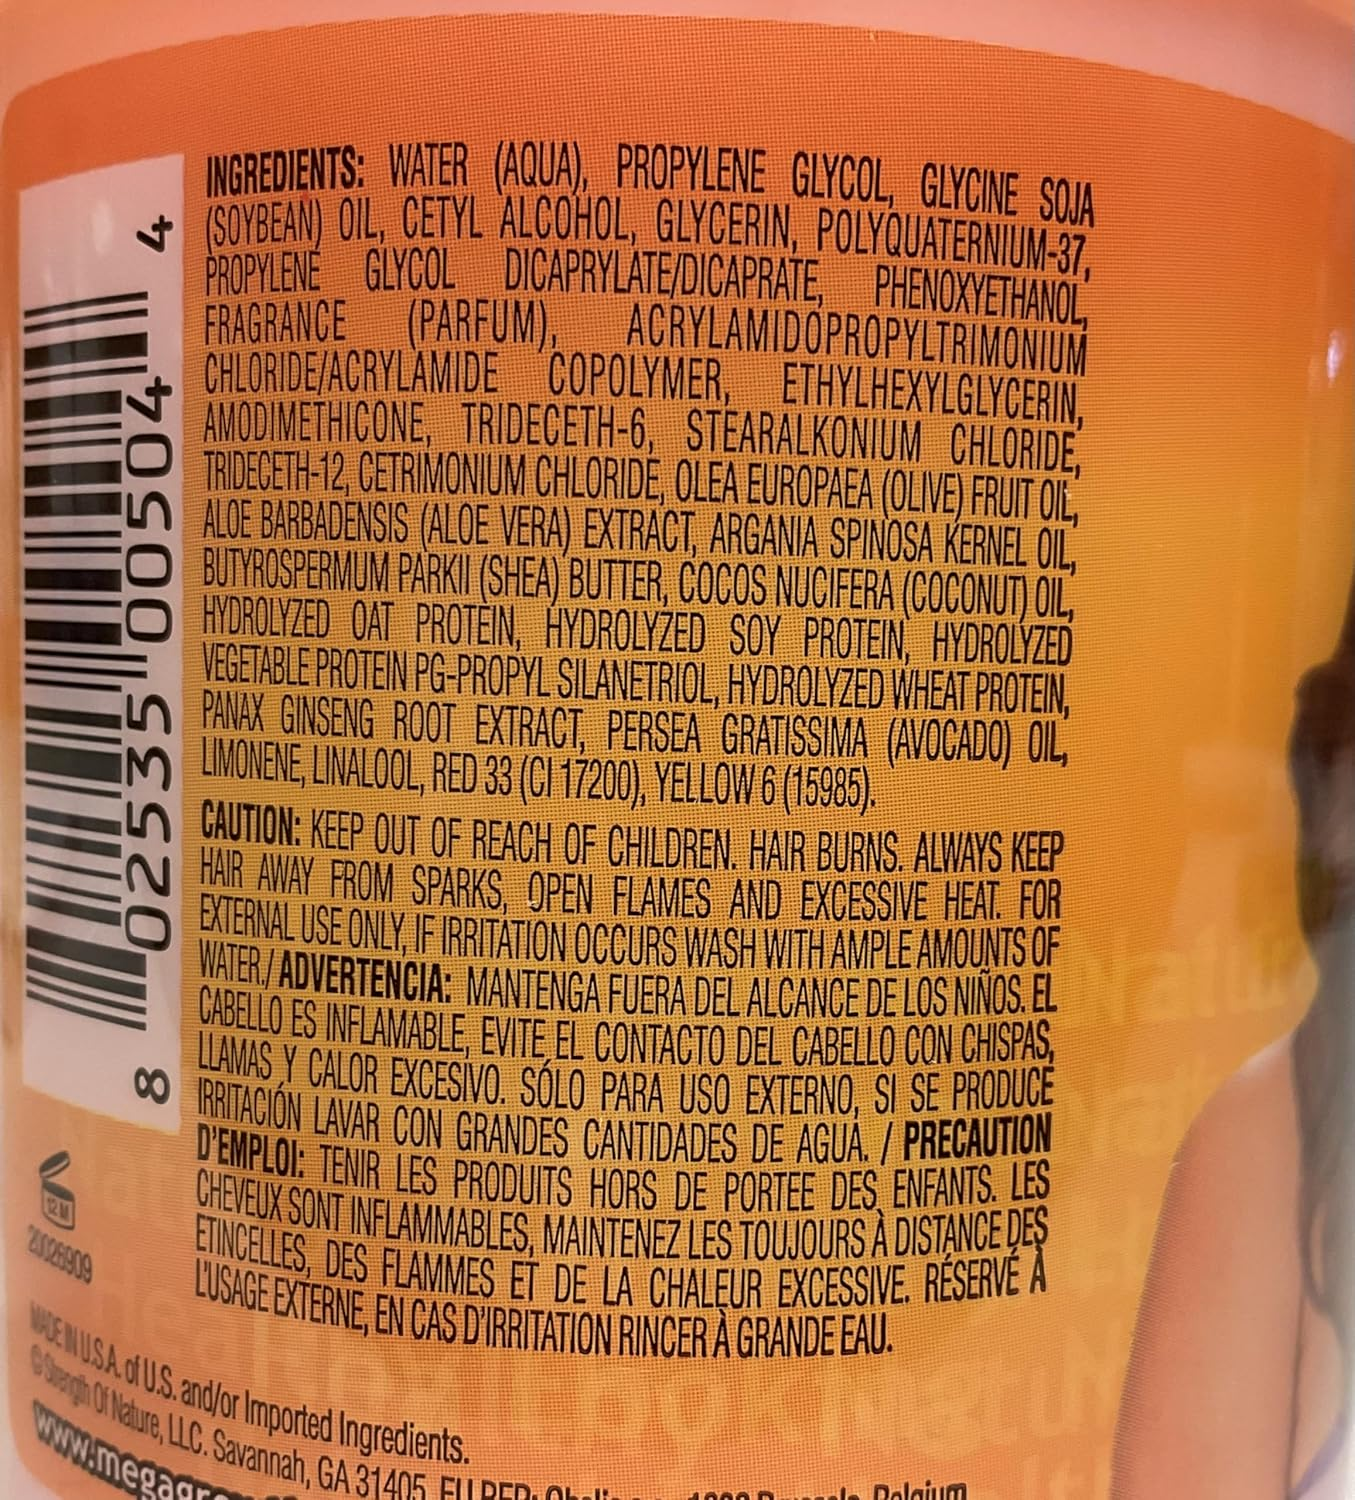 INGREDIENTS: WATER (AQUA), PROPYLENE GLYCOL, GLYCINE SOJA
(SOYBEAN) OIL, CETYL ALCOHOL, GLYCERIN, POLYQUATERNIUM-37,
PROPYLENE GLYCOL DICAPRYLATE/DICAPRATE, PHENOXYETHANOL,
FRAGRANCE (PARFUM), ACRYLAMIDOPROPYLTRIMONIUM
CHLORIDE/ACRYLAMIDE COPOLYMER, ETHYLHEXYLGLYCERIN,
AMODIMETHICONE, TRIDECETH-6, STEARALKONIUM CHLORIDE,
TRIDECETH-12, CETRIMONIUM CHLORIDE, OLEA EUROPAEA (OLIVE) FRUIT OIL,
ALOE BARBADENSIS (ALOE VERA) EXTRACT, ARGANIA SPINOSA KERNEL OIL,
BUTYROSPERMUM PARKII (SHEA) BUTTER, COCOS NUCIFERA (COCONUT) OIL,
HYDROLYZED OAT PROTEIN, HYDROLYZED SOY PROTEIN, HYDROLYZED
VEGETABLE PROTEIN PG-PROPYL SILANETRIOL, HYDROLYZED WHEAT PROTEIN,
PANAX GINSENG ROOT EXTRACT, PERSEA GRATISSIMA (AVOCADO) OIL,
LIMONENE, LINALOOL, RED 33 (CI 17200), YELLOW 6 (15985).
CAUTION: KEEP OUT OF REACH OF CHILDREN. HAIR BURNS. ALWAYS KEEP
HAIR AWAY FROM SPARKS, OPEN FLAMES AND EXCESSIVE HEAT. FOR
EXTERNAL USE ONLY, IF IRRITATION OCCURS WASH WITH AMPLE AMOUNTS OF
WATER./ ADVERTENCIA: MANTENGA FUERA DEL ALCANCE DE LOS NIÑOS. EL
CABELLO ES INFLAMABLE, EVITE EL CONTACTO DEL CABELLO CON CHISPAS,
LLAMAS Y CALOR EXCESIVO. SÓLO PARA USO EXTERNO, SI SE PRODUCE
IRRITACIÓN LAVAR CON GRANDES CANTIDADES DE AGUA. / PRECAUTION
D'EMPLOI: TENIR LES PRODUITS HORS DE PORTEE DES ENFANTS. LES
CHEVEUX SONT INFLAMMABLES, MAINTENEZ LES TOUJOURS À DISTANCE DES
ETINCELLES, DES FLAMMES ET DE LA CHALEUR EXCESSIVE. RÉSERVÉ À
L'USAGE EXTERNE, EN CAS D'IRRITATION RINCER À GRANDE EAU.
8 02535 00504 4
12 M
20026909
MADE IN U.S.A. of U.S. and/or Imported Ingredients.
© Strength Of Nature, LLC. Savannah, GA 31405 EU REP: Belgium